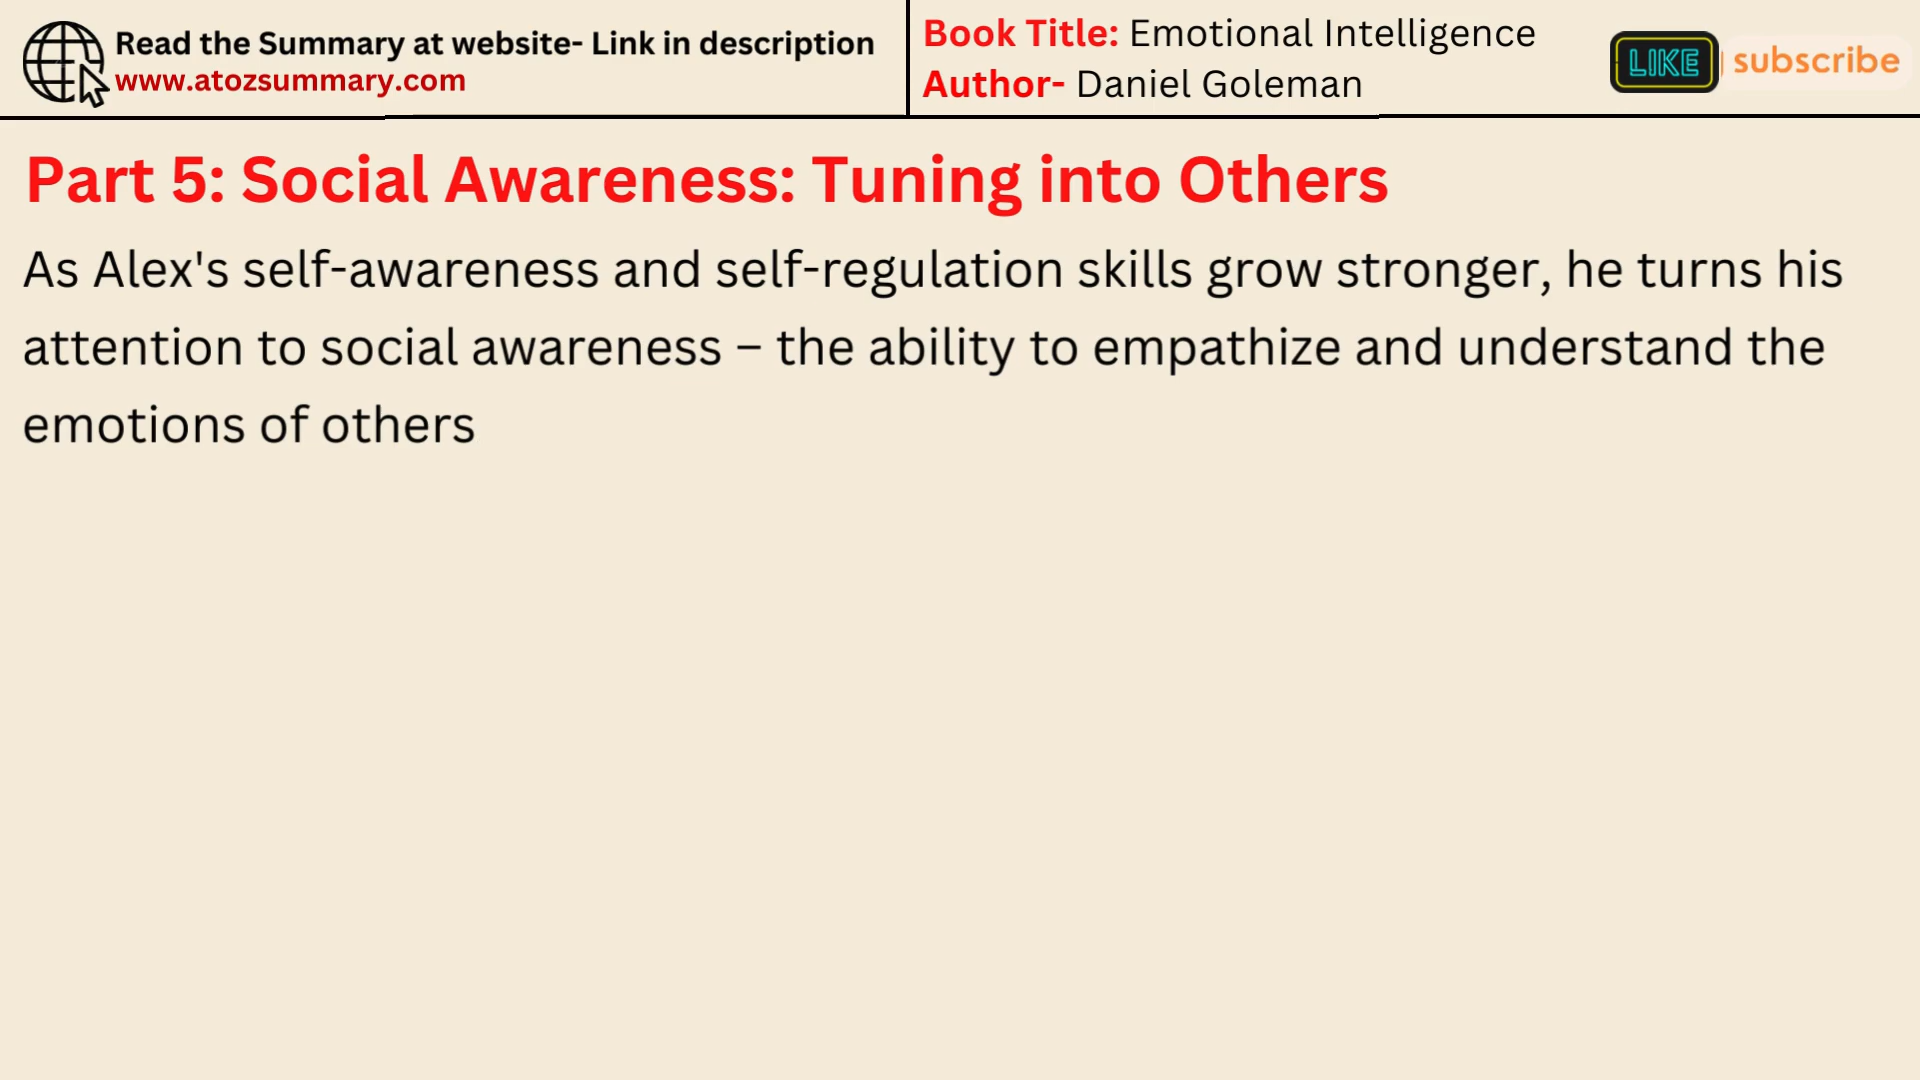 Read the Summary at website- Link in description
www.atozsummary.com
Book Title: Emotional Intelligence
Author- Daniel Goleman
LIKE
subscribe
Part 5: Social Awareness: Tuning into Others
As Alex's self-awareness and self-regulation skills grow stronger, he turns his
attention to social awareness – the ability to empathize and understand the
emotions of others